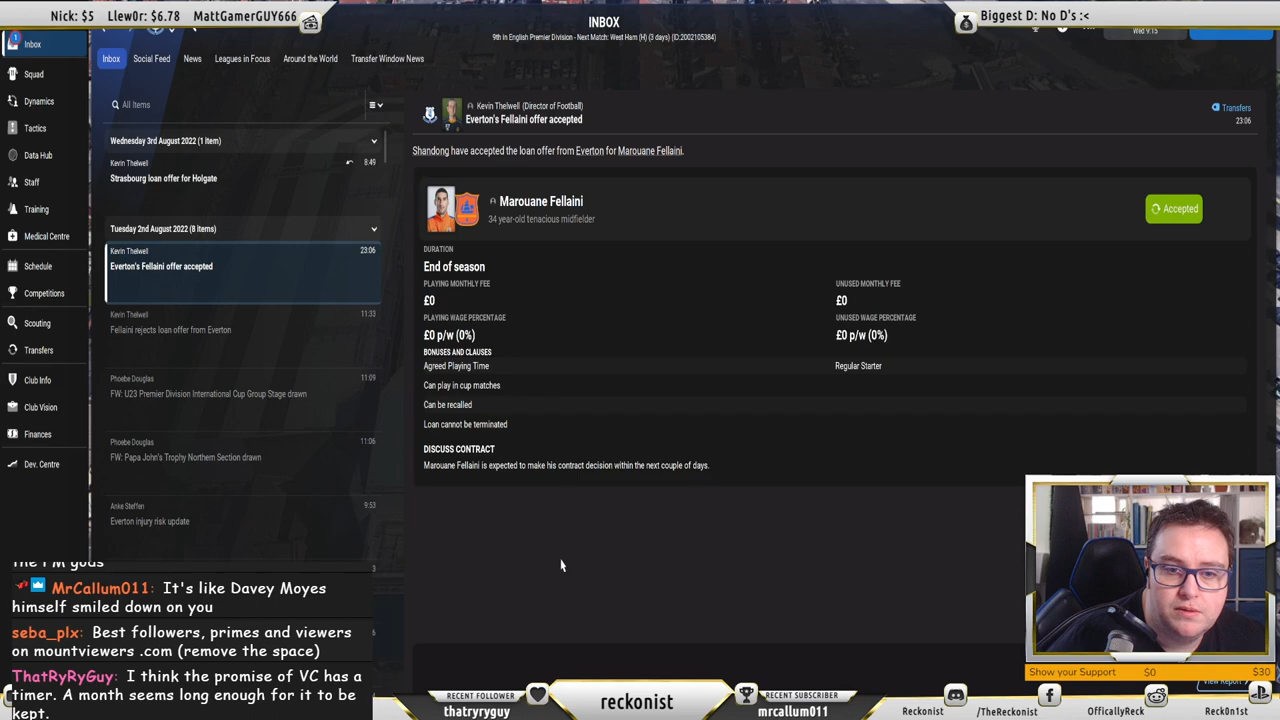 Nick: $5 Llew0r: $6.78 MattGamerGUY666
INBOX
9th in English Premier Division - Next Match: West Ham (H) (3 days) (ID:2002105384)
Biggest D: No D's :<
Wed 9:15
1
Inbox
Squad
Dynamics
Tactics
Data Hub
Staff
Training
Medical Centre
Schedule
Competitions
Scouting
Transfers
Club Info
Club Vision
Finances
Dev. Centre
Inbox Social Feed News Leagues in Focus Around the World Transfer Window News
All Items
Wednesday 3rd August 2022 (1 item)
Kevin Thelwell 8:49
Strasbourg loan offer for Holgate
Tuesday 2nd August 2022 (8 items)
Kevin Thelwell 23:06
Everton's Fellaini offer accepted
Kevin Thelwell 11:33
Fellaini rejects loan offer from Everton
Phoebe Douglas 11:09
FW: U23 Premier Division International Cup Group Stage drawn
Phoebe Douglas 11:06
FW: Papa John's Trophy Northern Section drawn
Anke Steffen 9:53
Everton injury risk update
Kevin Thelwell (Director of Football)
Everton's Fellaini offer accepted
Transfers
23:06
Shandong have accepted the loan offer from Everton for Marouane Fellaini.
Marouane Fellaini
34 year-old tenacious midfielder
Accepted
DURATION
End of season
PLAYING MONTHLY FEE UNUSED MONTHLY FEE
£0 £0
PLAYING WAGE PERCENTAGE UNUSED WAGE PERCENTAGE
£0 p/w (0%) £0 p/w (0%)
BONUSES AND CLAUSES
Agreed Playing Time Regular Starter
Can play in cup matches
Can be recalled
Loan cannot be terminated
DISCUSS CONTRACT
Marouane Fellaini is expected to make his contract decision within the next couple of days.
the FM gods
MrCallum011: It's like Davey Moyes
himself smiled down on you
seba_plx: Best followers, primes and viewers
on mountviewers .com (remove the space)
ThatRyRyGuy: I think the promise of VC has a
timer. A month seems long enough for it to be
kept.
Show your Support $0 $30
View Report
RECENT FOLLOWER
thatryryguy
reckonist
RECENT SUBSCRIBER
mrcallum011
Reckonist
/TheReckonist
OfficallyReck
Reck0n1st